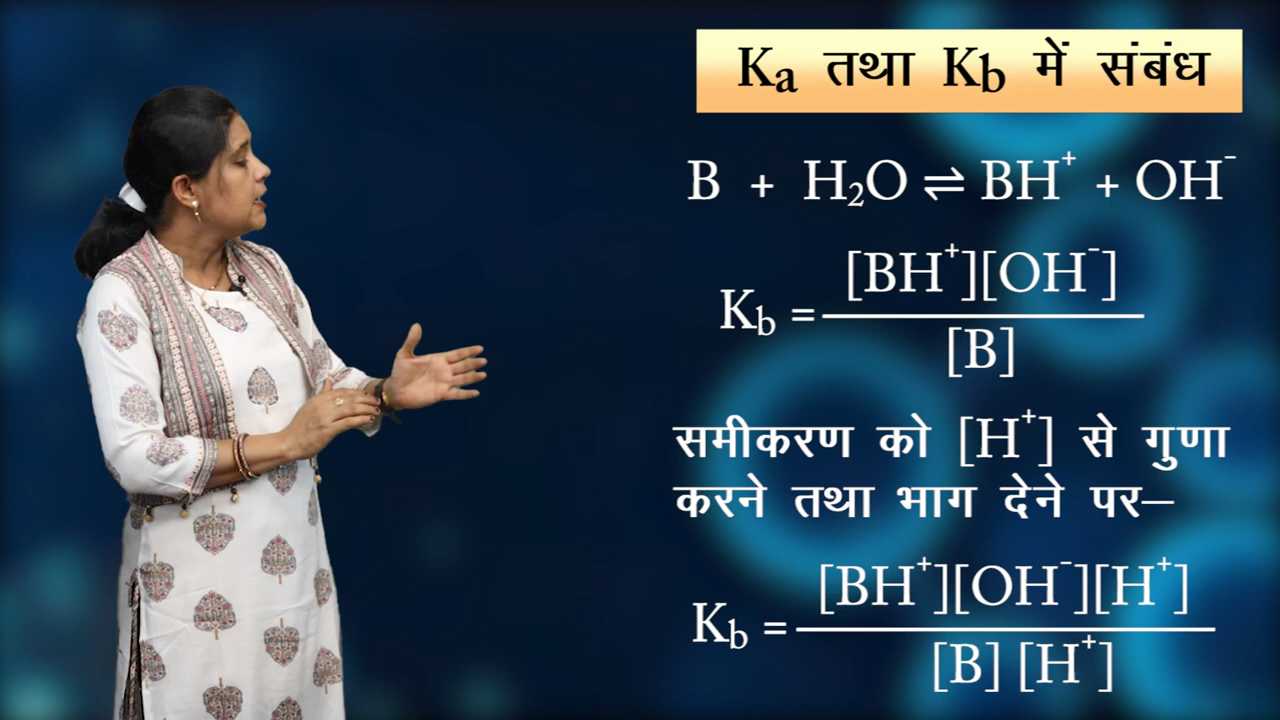 Ka तथा Kb में संबंध
B + H₂O ⇌ BH⁺ + OH⁻
Kb = [BH⁺][OH⁻] / [B]
समीकरण को [H⁺] से गुणा
करने तथा भाग देने पर—
Kb = [BH⁺][OH⁻][H⁺] / [B] [H⁺]